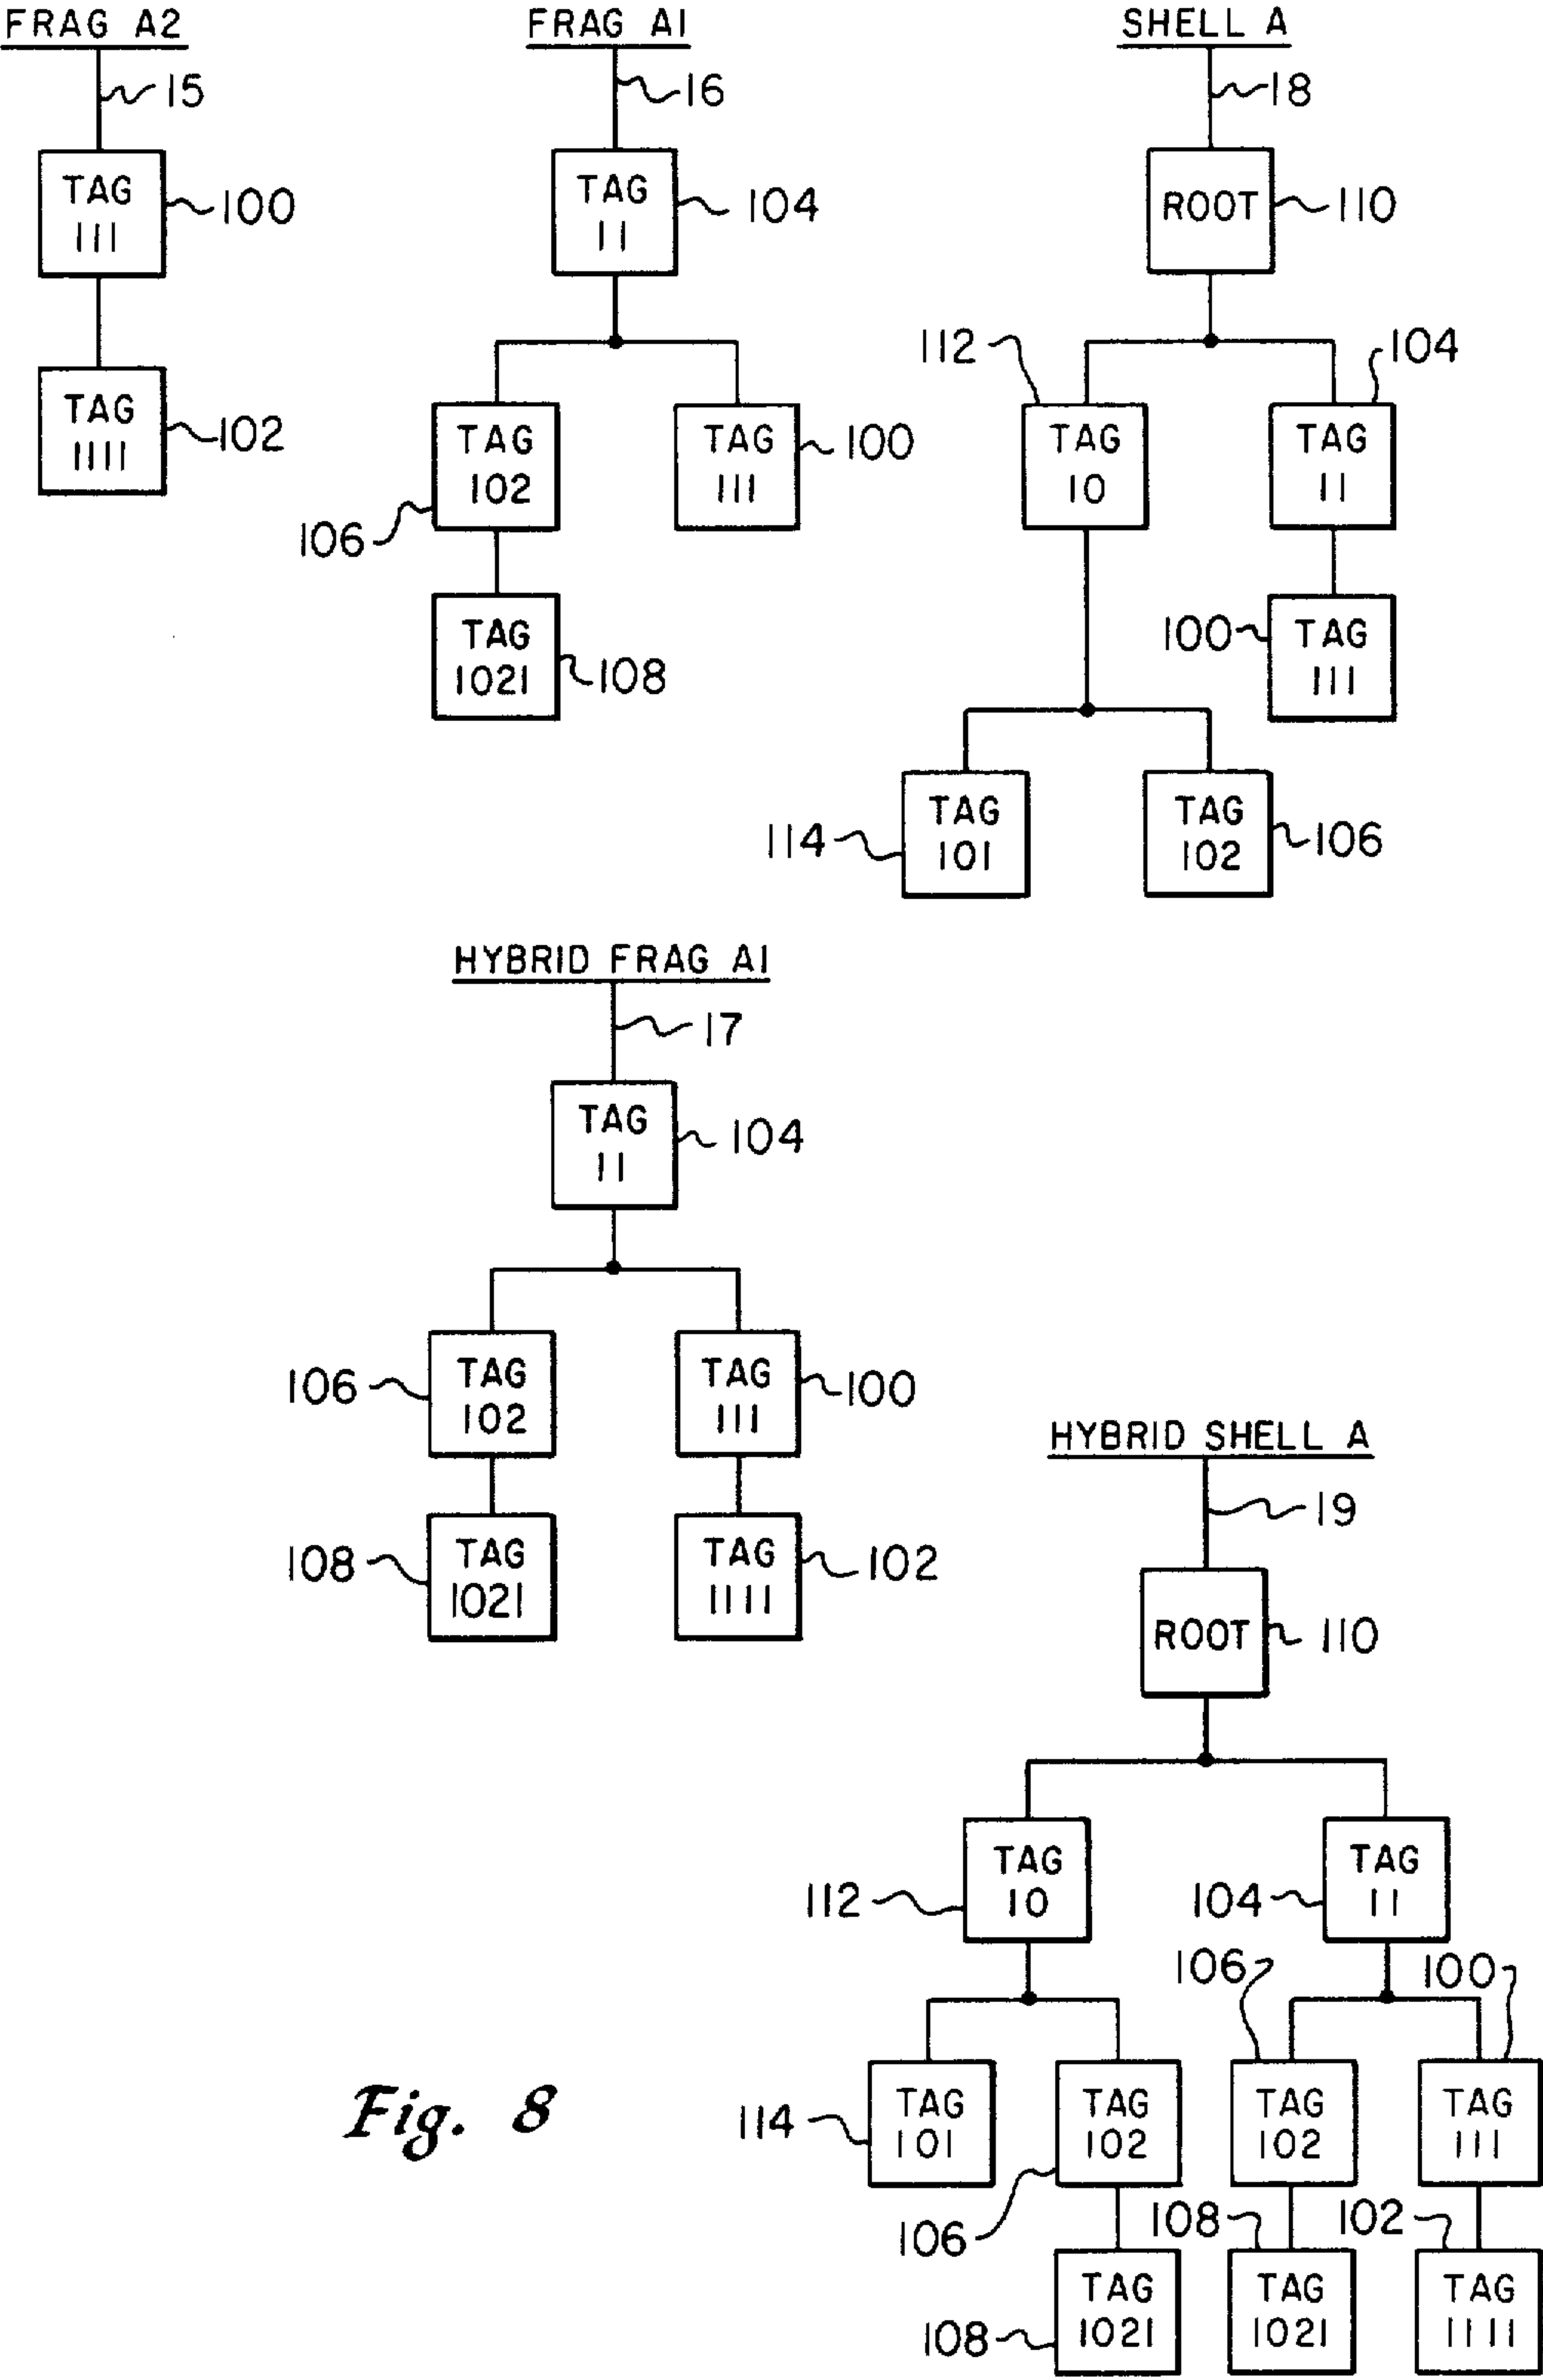 FRAG A2
15
TAG
111
100
TAG
1111
102
FRAG A1
16
TAG
11
104
TAG
102
106
TAG
111
100
TAG
1021
108
SHELL A
18
ROOT
110
112
TAG
10
104
TAG
11
100
TAG
111
114
TAG
101
TAG
102
106
HYBRID FRAG A1
17
TAG
11
104
106
TAG
102
TAG
111
100
108
TAG
1021
TAG
1111
102
HYBRID SHELL A
19
ROOT
110
112
TAG
10
104
TAG
11
106
100
114
TAG
101
TAG
102
TAG
102
TAG
111
106
108
102
108
TAG
1021
TAG
1021
TAG
1111
Fig. 8